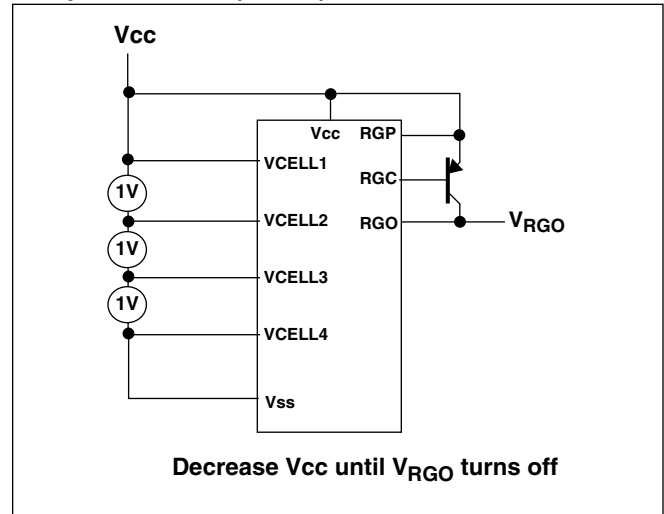 Vcc
Vcc RGP
VCELL1
RGC
1V
VCELL2 RGO VRGO
1V
VCELL3
1V
VCELL4
Vss
Decrease Vcc until VRGO turns off